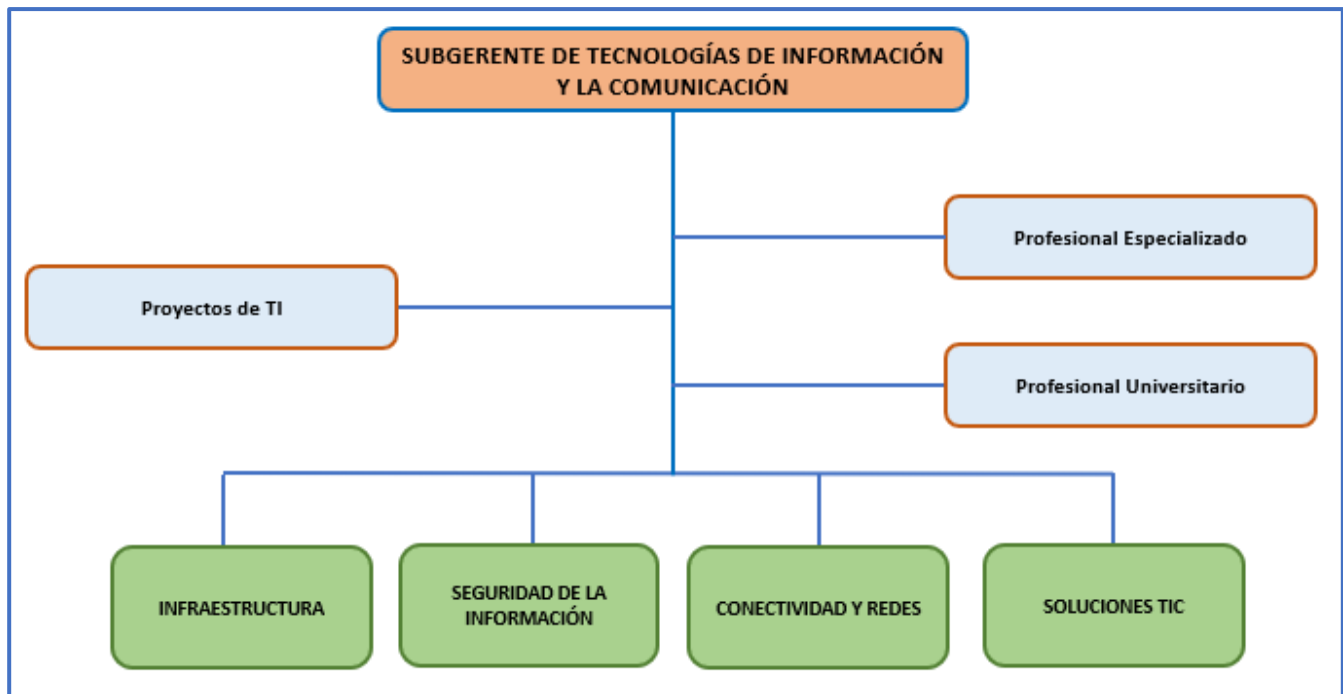 SUBGERENTE DE TECNOLOGÍAS DE INFORMACIÓN
Y LA COMUNICACIÓN
Profesional Especializado
Proyectos de TI
Profesional Universitario
INFRAESTRUCTURA
SEGURIDAD DE LA
INFORMACIÓN
CONECTIVIDAD Y REDES
SOLUCIONES TIC